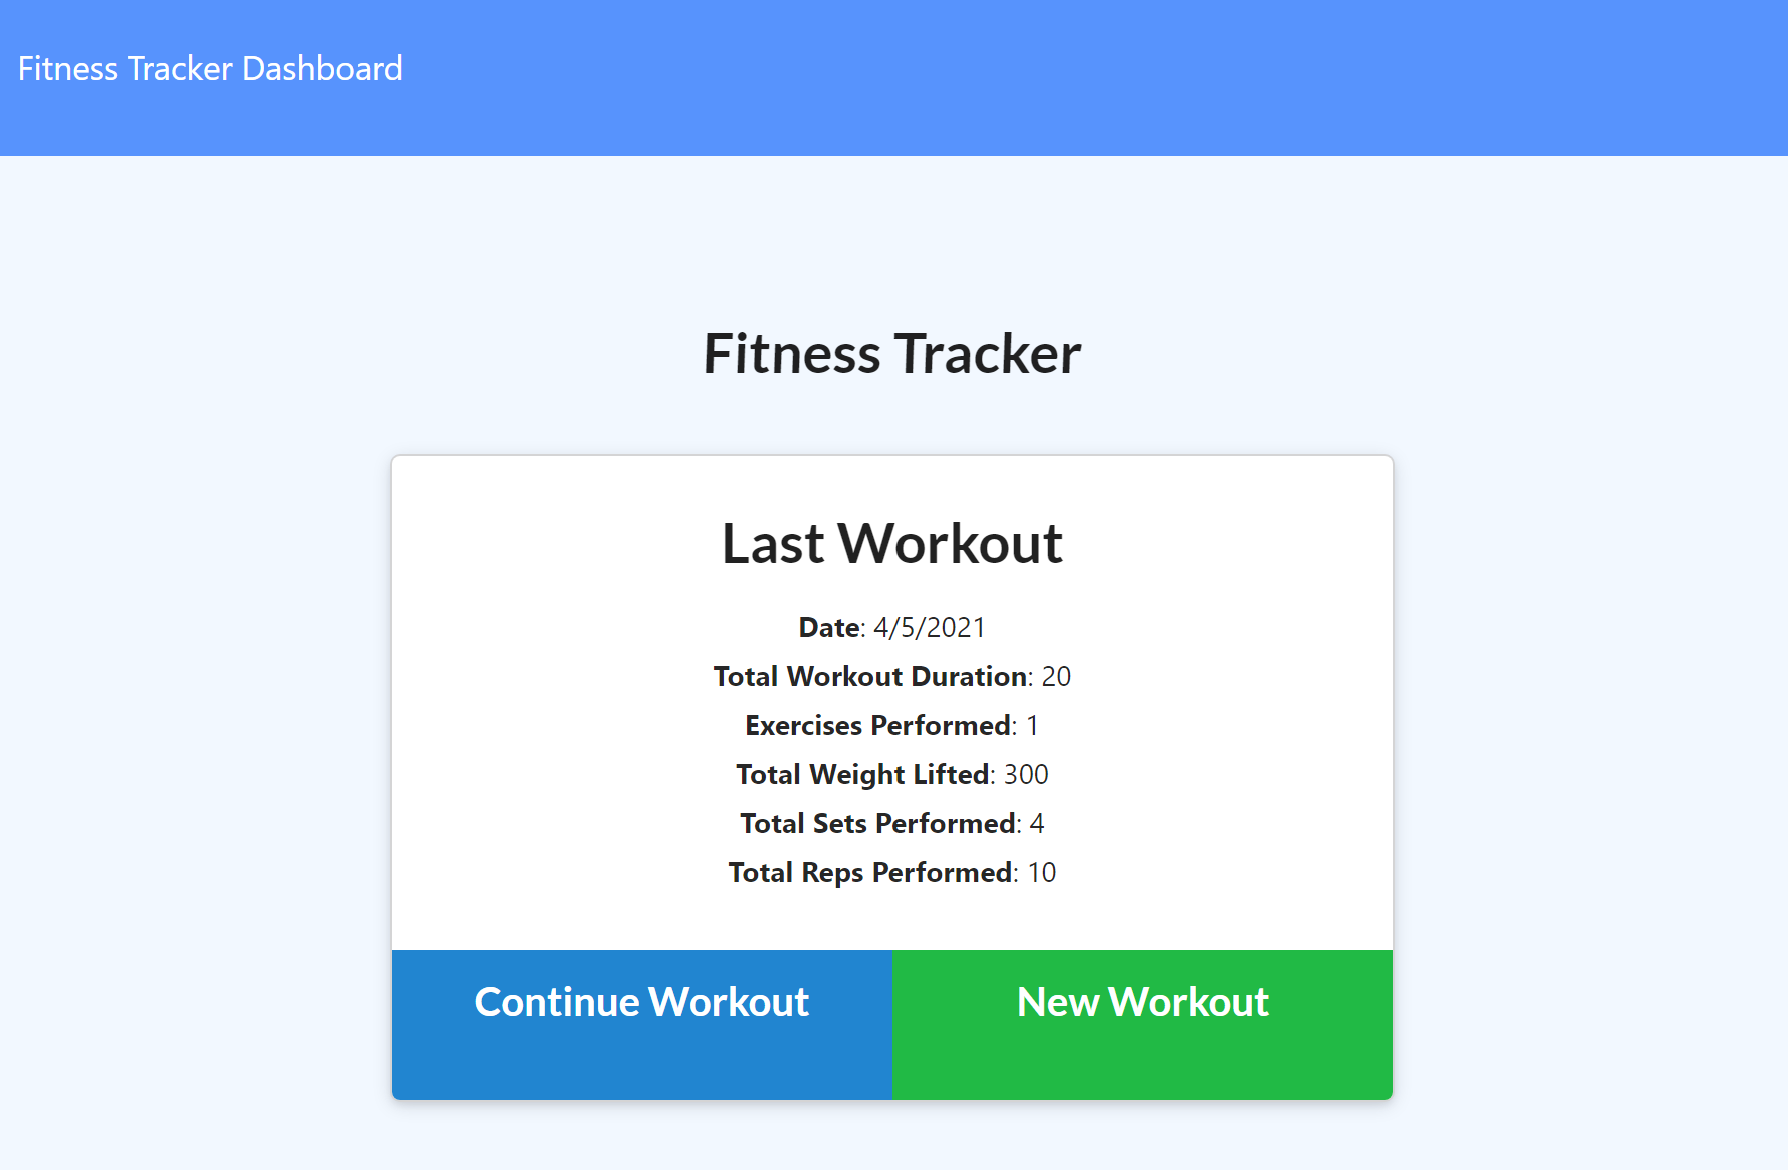 Fitness Tracker Dashboard
Fitness Tracker
Last Workout
Date: 4/5/2021
Total Workout Duration: 20
Exercises Performed: 1
Total Weight Lifted: 300
Total Sets Performed: 4
Total Reps Performed: 10
Continue Workout
New Workout